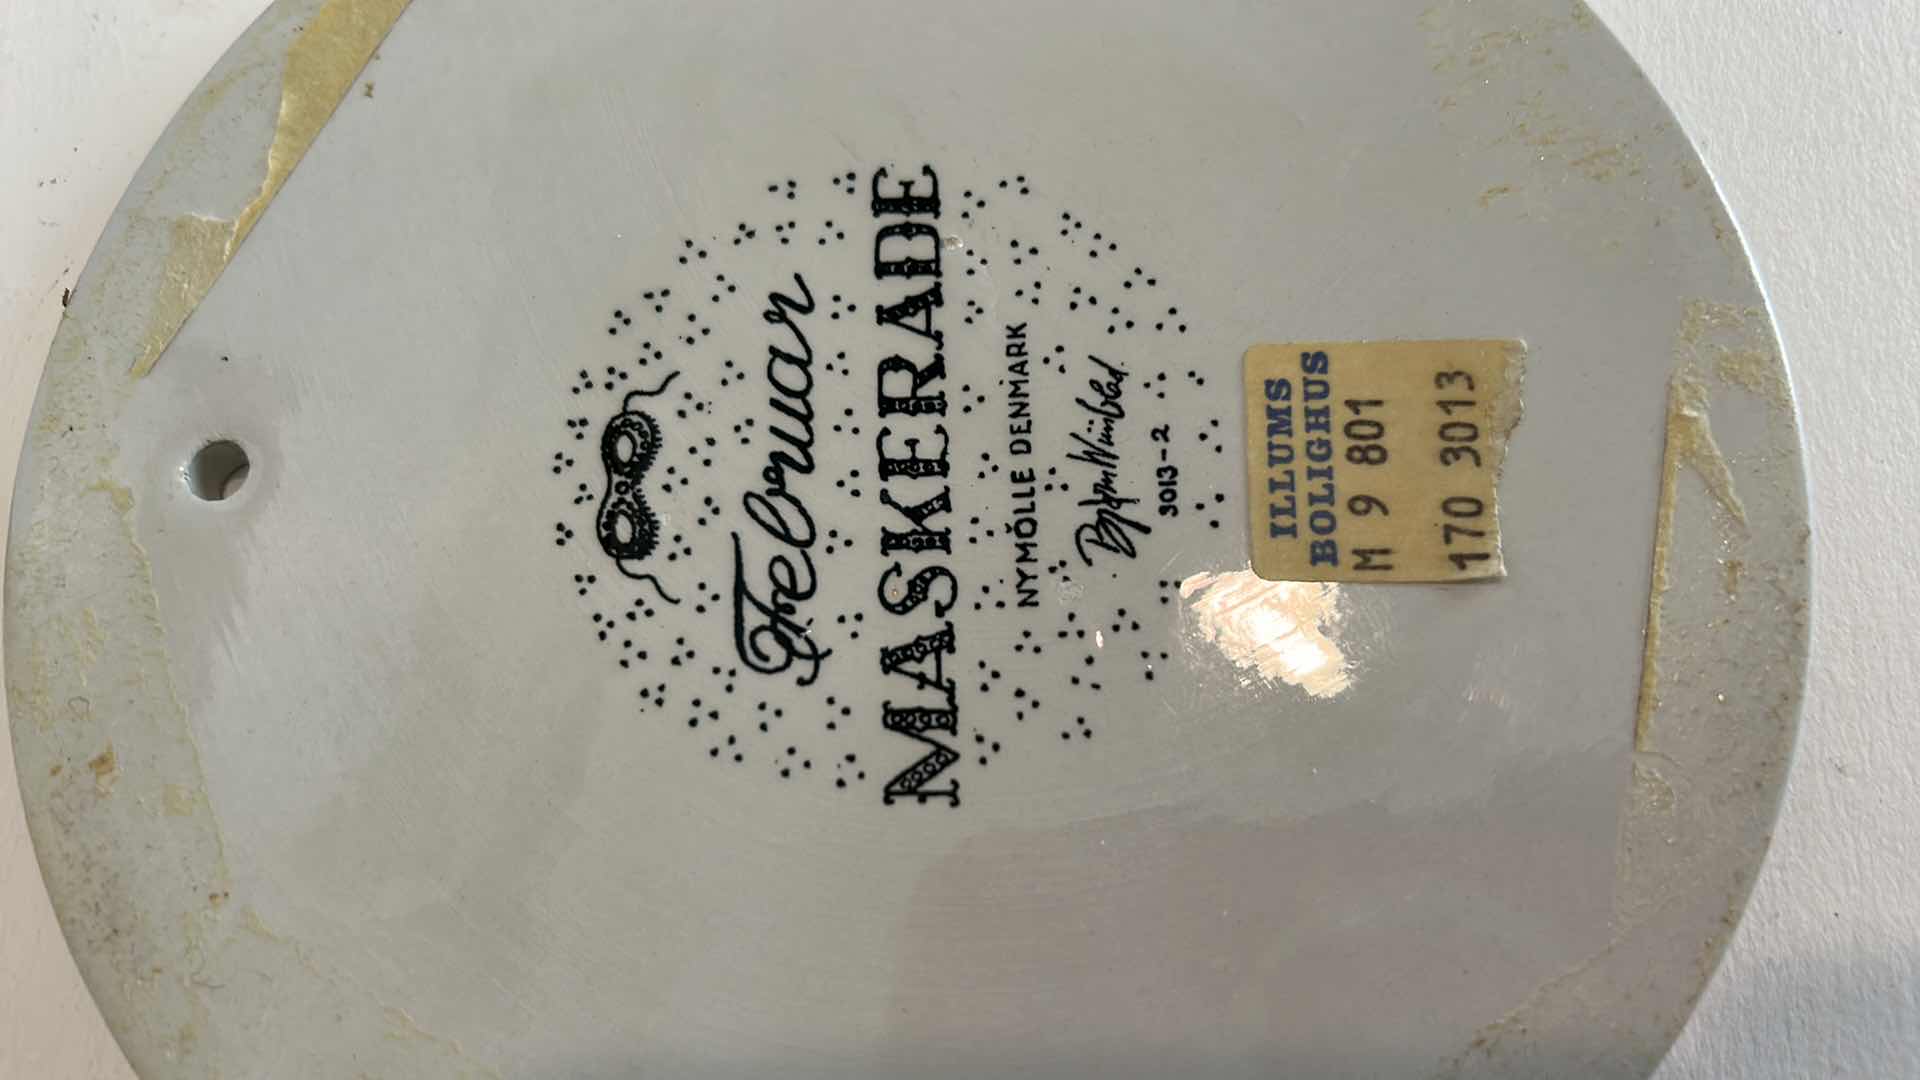 Februar
MASKERADE
NYMÖLLE DENMARK
Bjørn Wiinblad.
3013-2
ILLUMS
BOLIGHUS
M 9 801
170 3013